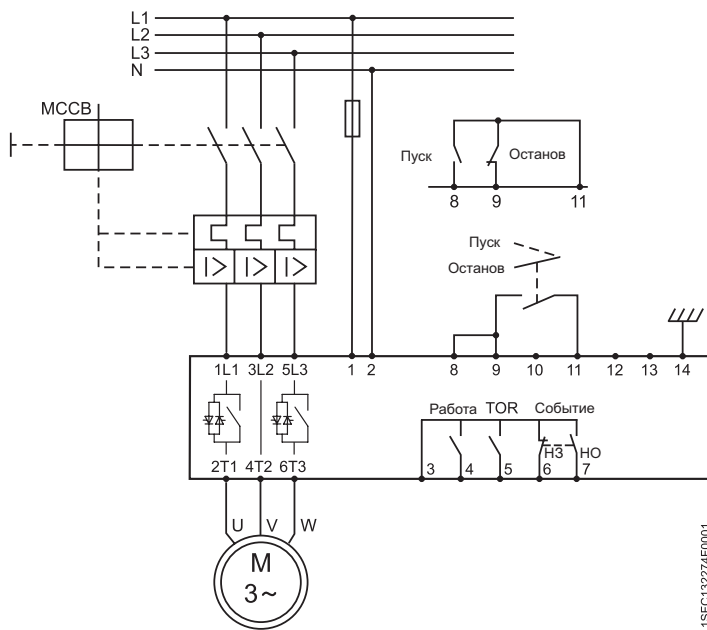 L1
L2
L3
N
MCCB
Пуск
Останов
8 9 11
Пуск
Останов
I> I> I>
1L1 3L2 5L3 1 2 8 9 10 11 12 13 14
Работа TOR Событие
НЗ НО
2T1 4T2 6T3 3 4 5 6 7
U V W
M
3~
1SFC132274F0001